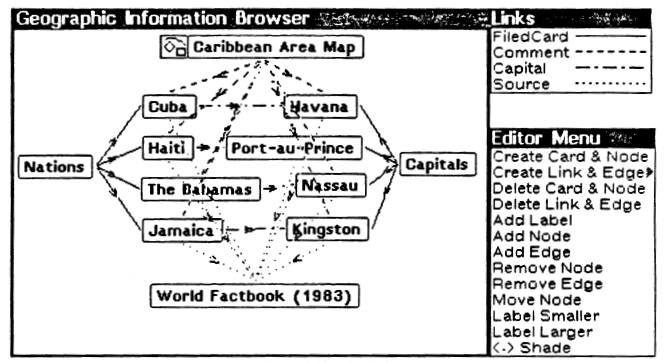 Geographic Information Browser
Caribbean Area Map
Cuba
Havana
Haiti
Port-au-Prince
Nations
Capitals
The Bahamas
Nassau
Jamaica
Kingston
World Factbook (1983)
Links
FiledCard
Comment
Capital
Source
Editor Menu
Create Card & Node
Create Link & Edge
Delete Card & Node
Delete Link & Edge
Add Label
Add Node
Add Edge
Remove Node
Remove Edge
Move Node
Label Smaller
Label Larger
<-> Shade